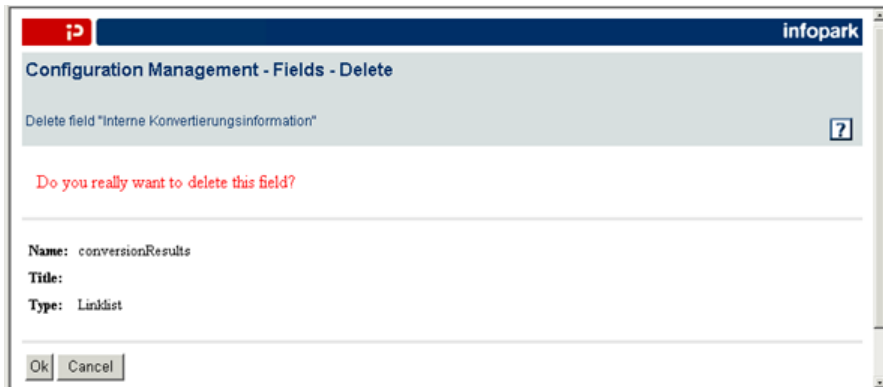 infopark
Configuration Management - Fields - Delete
Delete field "Interne Konvertierungsinformation"
?
Do you really want to delete this field?
Name: conversionResults
Title:
Type: Linklist
Ok Cancel